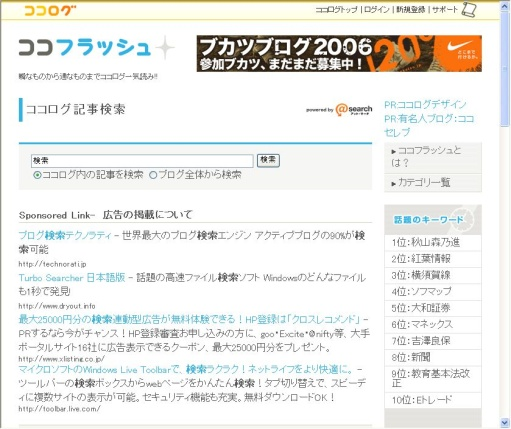 ココログ
ココログトップ | ログイン | 新規登録 | サポート
ココフラッシュ
暇なものから通なものまでココログ一気読み!!
ブカツブログ2006
参加ブカツ、まだまだ募集中!
ココログ記事検索
powered by @search
アット・サーチ
検索
検索
ココログ内の記事を検索 ブログ全体から検索
Sponsored Link- 広告の掲載について
ブログ検索テクノラティ - 世界最大のブログ検索エンジン アクティブブログの90%が検
索可能
http://technorati.jp
Turbo Searcher 日本語版 - 話題の高速ファイル検索ソフト Windowsのどんなファイル
も1秒で発見!
http://www.dryout.info
最大25000円分の検索連動型広告が無料体験できる!HP登録は「クロスレコメンド」 -
PRするなら今がチャンス!HP登録審査お申し込みの方に、goo*Excite*@nifty等、大手
ポータルサイト16社に広告表示できるクーポン、最大25000円分をプレゼント。
http://www.xlisting.co.jp/
マイクロソフトのWindows Live Toolbarで、検索ラクラク!ネットライフをより快適に。 -
ツールバーの検索ボックスからwebページをかんたん検索!タブ切り替えで、スピーディ
に複数サイトの表示が可能。セキュリティ機能も充実。無料ダウンロードOK!
http://toolbar.live.com/
PR:ココログデザイン
PR:有名人ブログ:ココ
セレブ
ココフラッシュと
は?
カテゴリ一覧
話題のキーワード
1位:秋山森乃進
2位:紅葉情報
3位:横須賀線
4位:ソフマップ
5位:大和証券
6位:マネックス
7位:吉澤良保
8位:新聞
9位:教育基本法改
正
10位:Eトレード